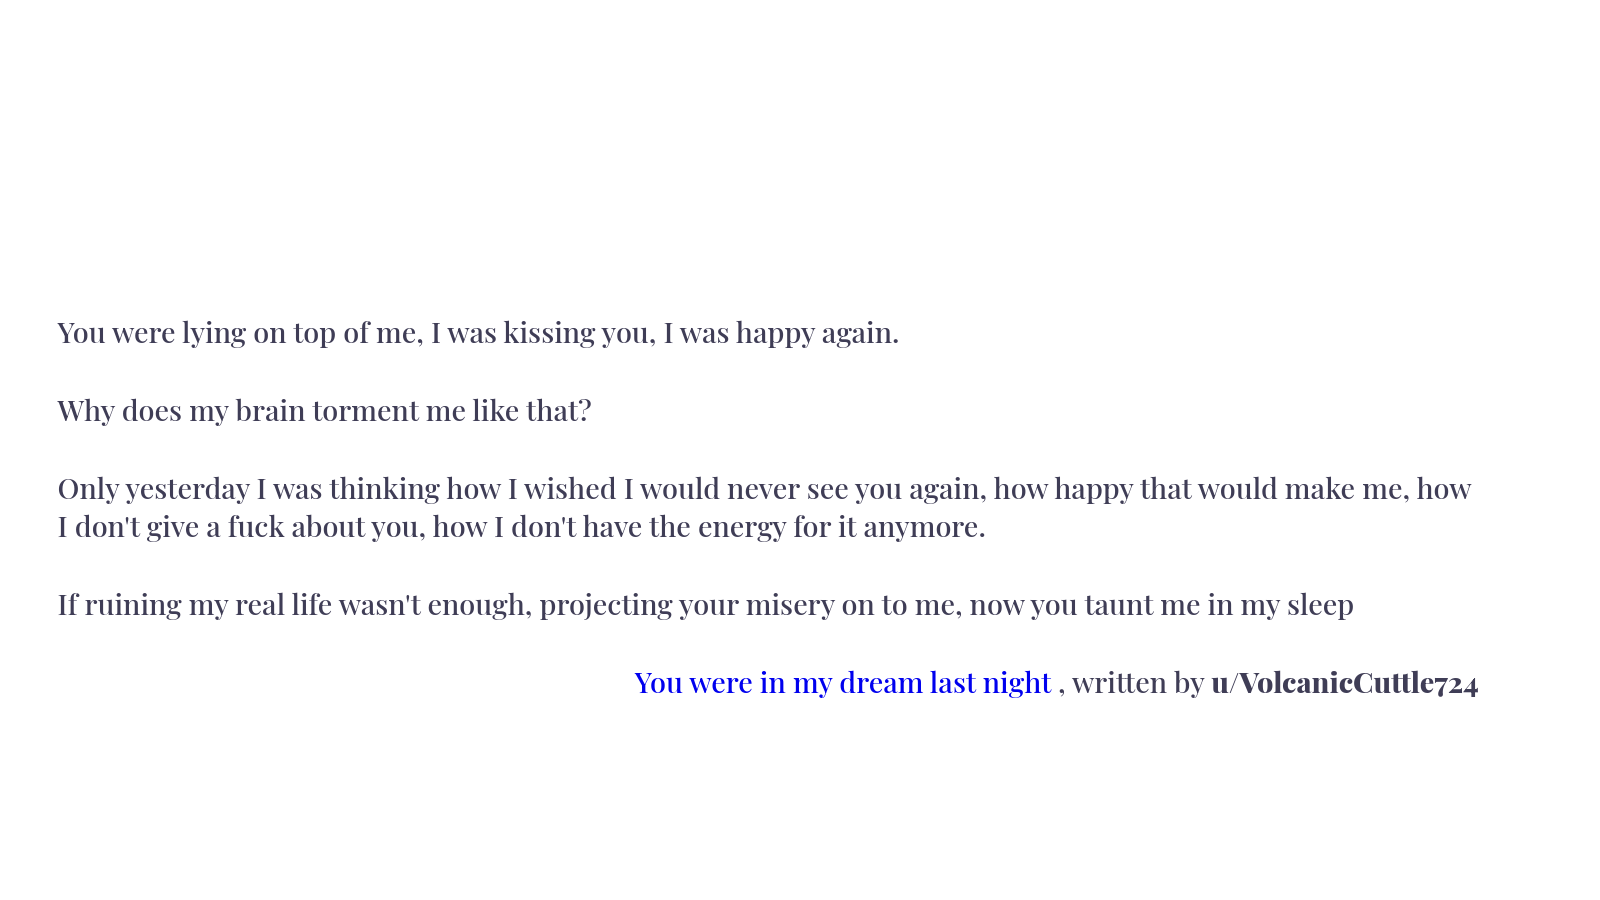 You were lying on top of me, I was kissing you, I was happy again.
Why does my brain torment me like that?
Only yesterday I was thinking how I wished I would never see you again, how happy that would make me, how
I don't give a fuck about you, how I don't have the energy for it anymore.
If ruining my real life wasn't enough, projecting your misery on to me, now you taunt me in my sleep
You were in my dream last night , written by u/VolcanicCuttle724